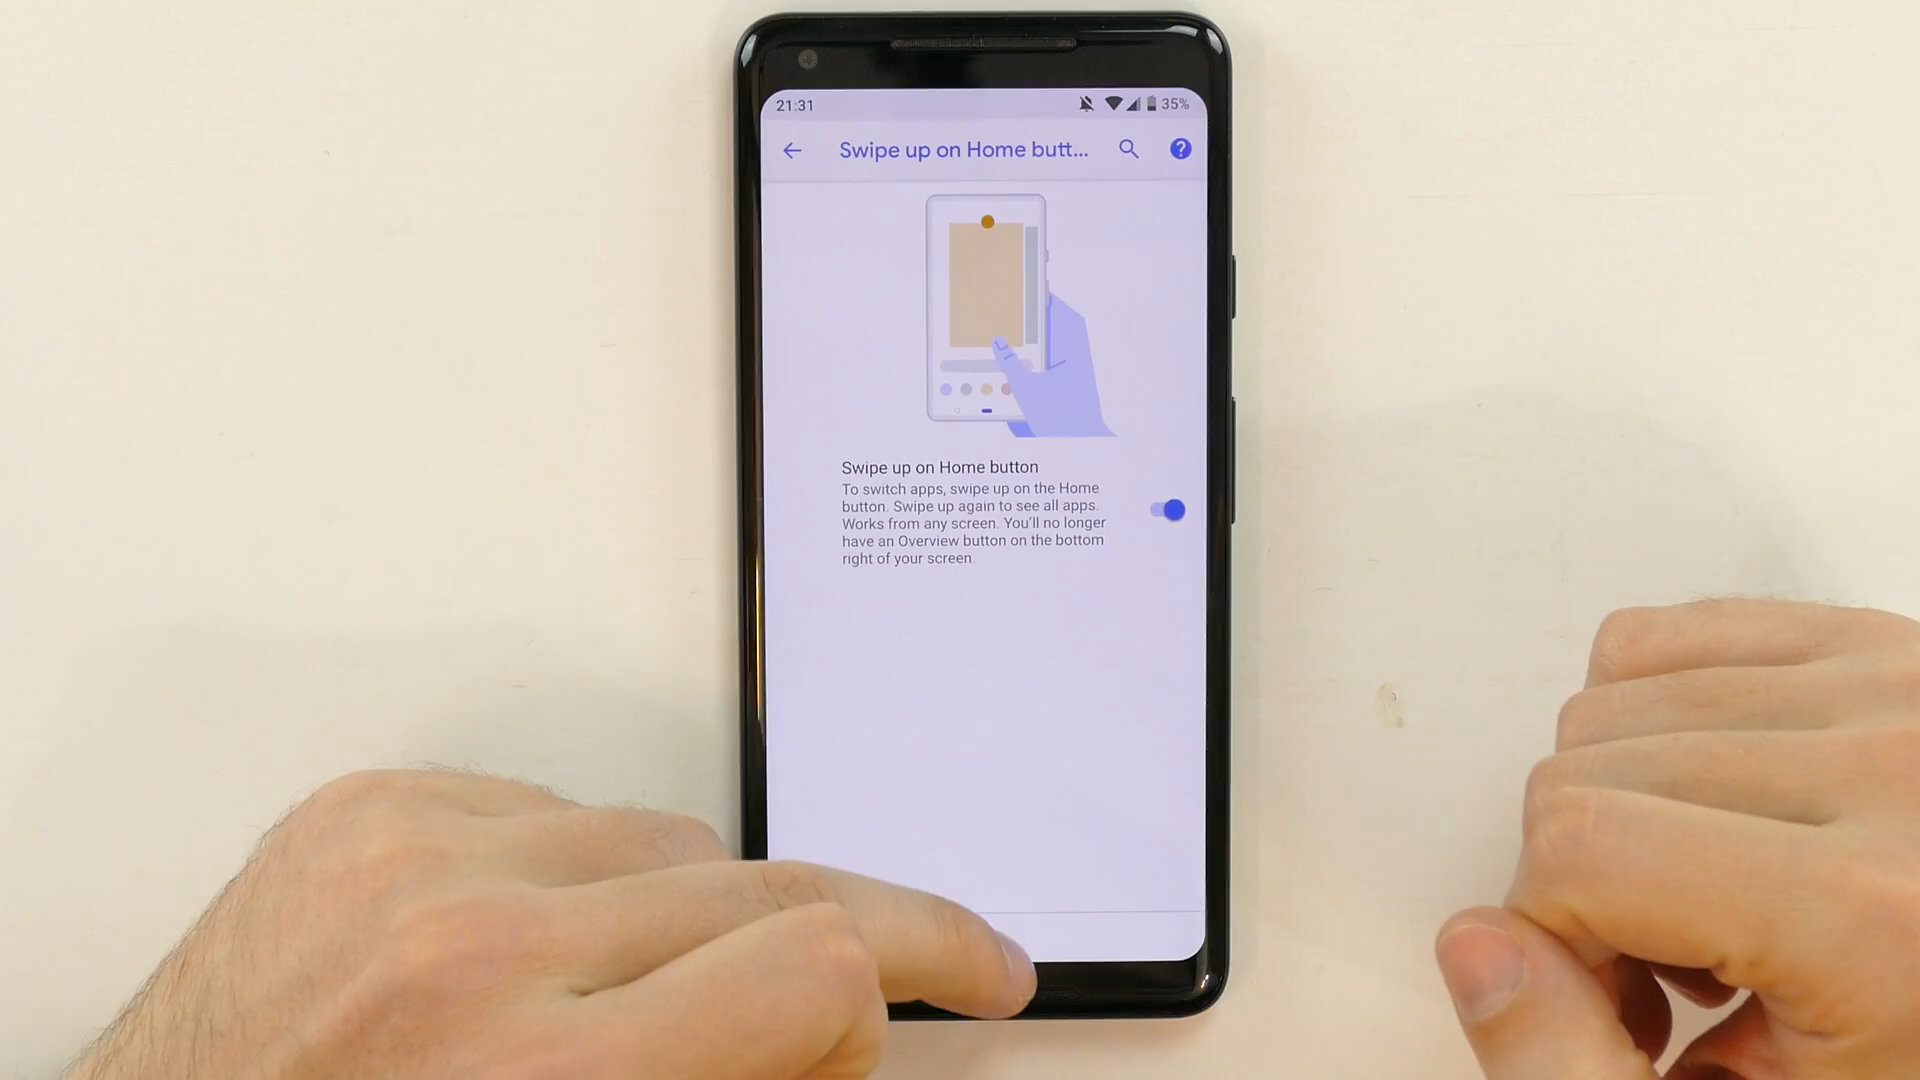 21:31 35%
Swipe up on Home butt...
Swipe up on Home button
To switch apps, swipe up on the Home
button. Swipe up again to see all apps.
Works from any screen. You'll no longer
have an Overview button on the bottom
right of your screen.